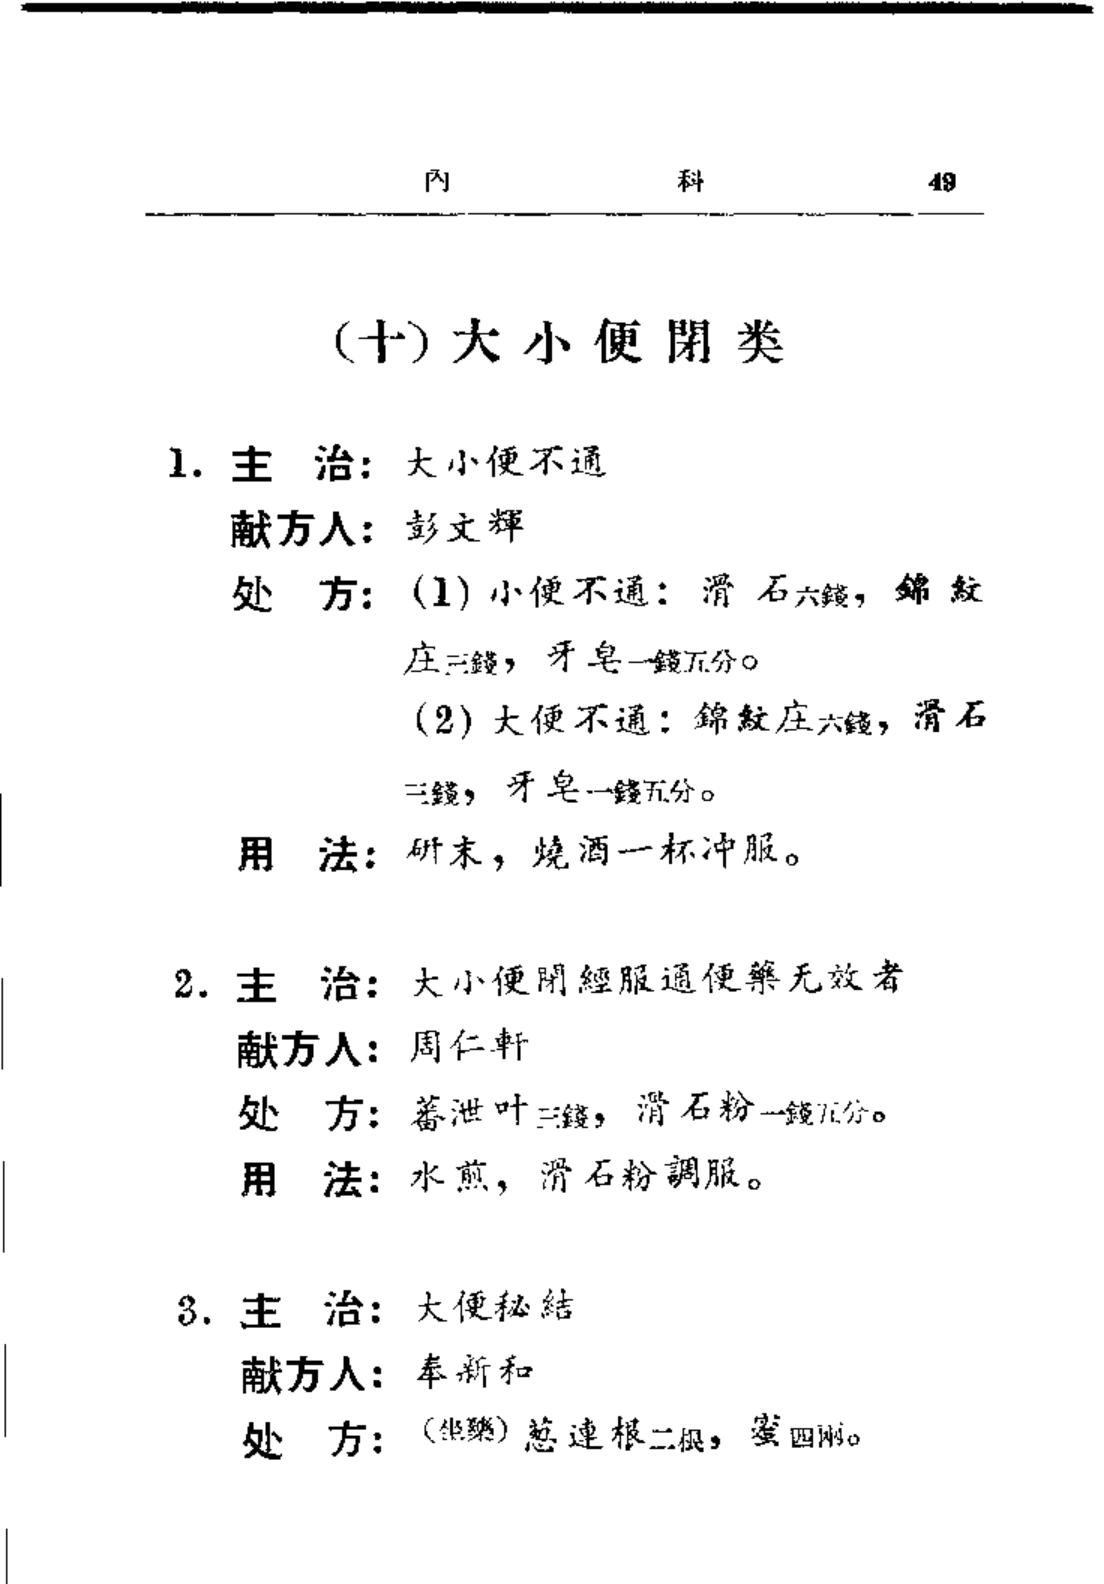 內 科 49
(十)大小便閉类
1. 主 治: 大小便不通
献方人: 彭文輝
处 方: (1) 小便不通: 滑石六錢, 錦紋
庄三錢, 牙皂一錢五分。
(2) 大便不通: 錦紋庄六錢, 滑石
三錢, 牙皂一錢五分。
用 法: 研末, 燒酒一杯冲服。
2. 主 治: 大小便閉經服通便藥无效者
献方人: 周仁軒
处 方: 蕃泄叶三錢, 滑石粉一錢五分。
用 法: 水煎, 滑石粉調服。
3. 主 治: 大便秘結
献方人: 奉新和
处 方: (坐藥) 葱連根二根, 蜜四兩。